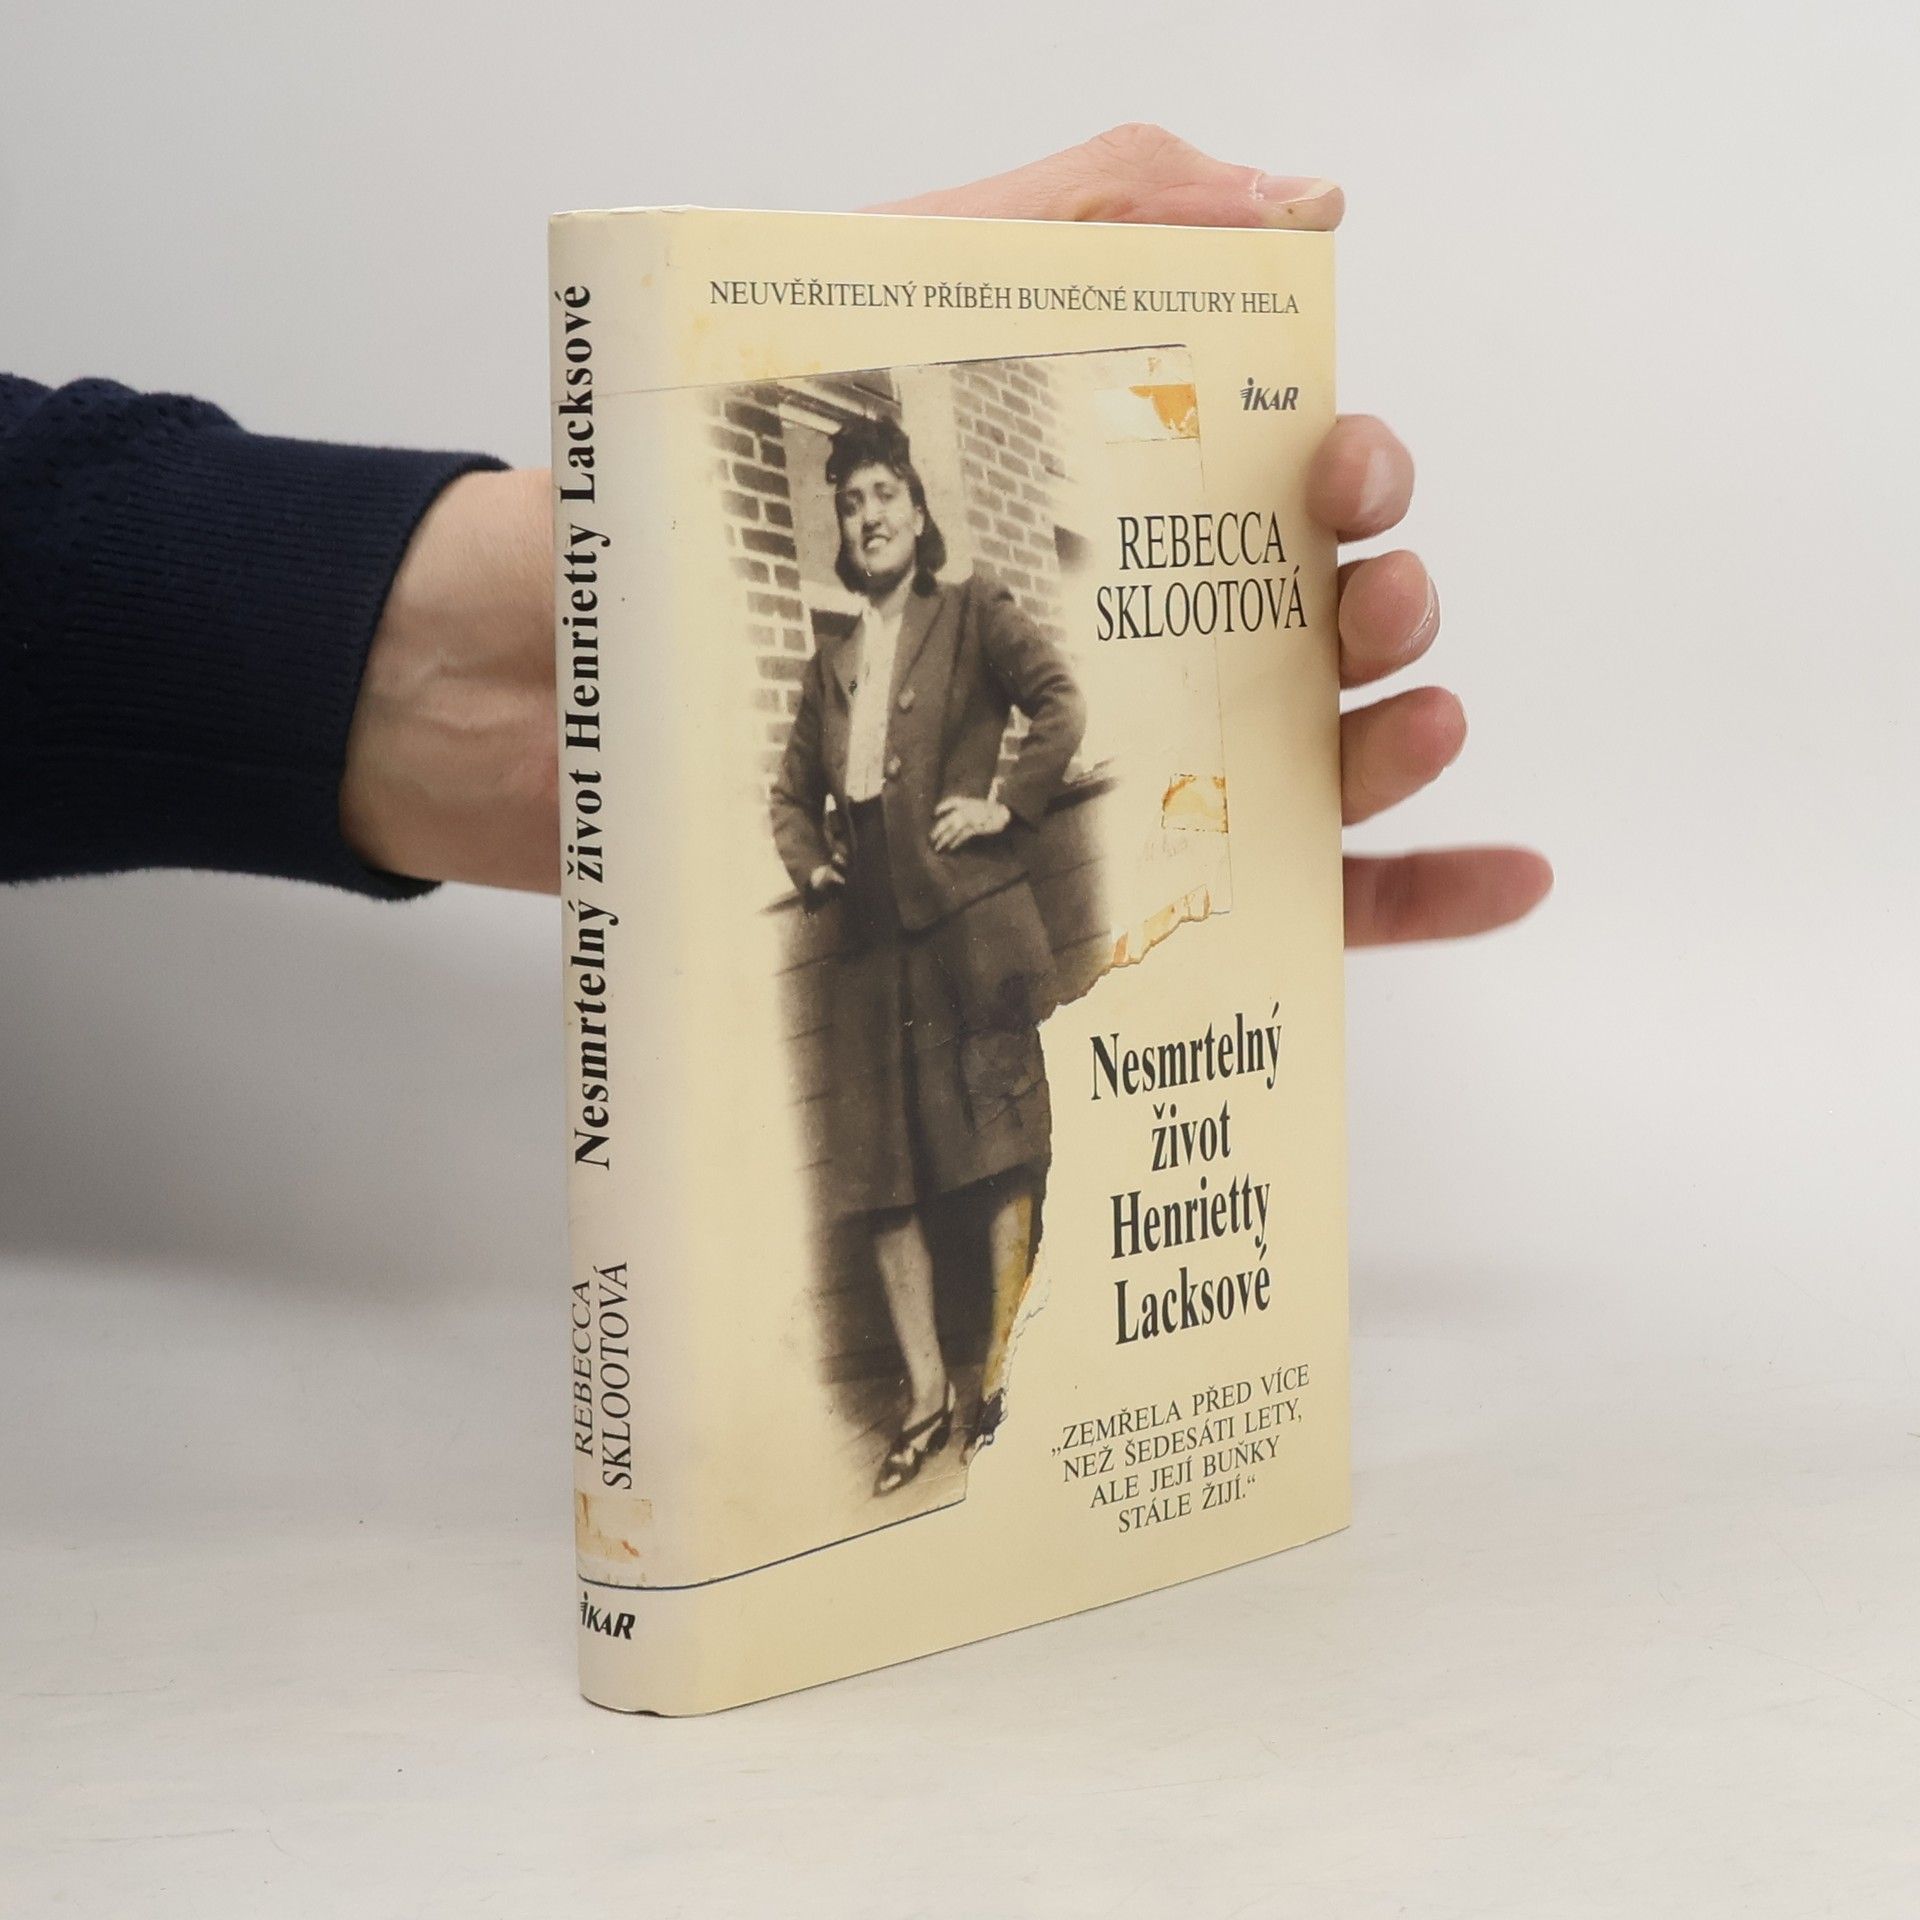 Nesmrtelný život Henrietty Lacksové
REBECCA
SKLOOTOVÁ
iKAR
NEUVĚŘITELNÝ PŘÍBĚH BUNĚČNÉ KULTURY HELA
iKAR
REBECCA
SKLOOTOVÁ
Nesmrtelný
život
Henrietty
Lacksové
„ZEMŘELA PŘED VÍCE
NEŽ ŠEDESÁTI LETY,
ALE JEJÍ BUŇKY
STÁLE ŽIJÍ.“